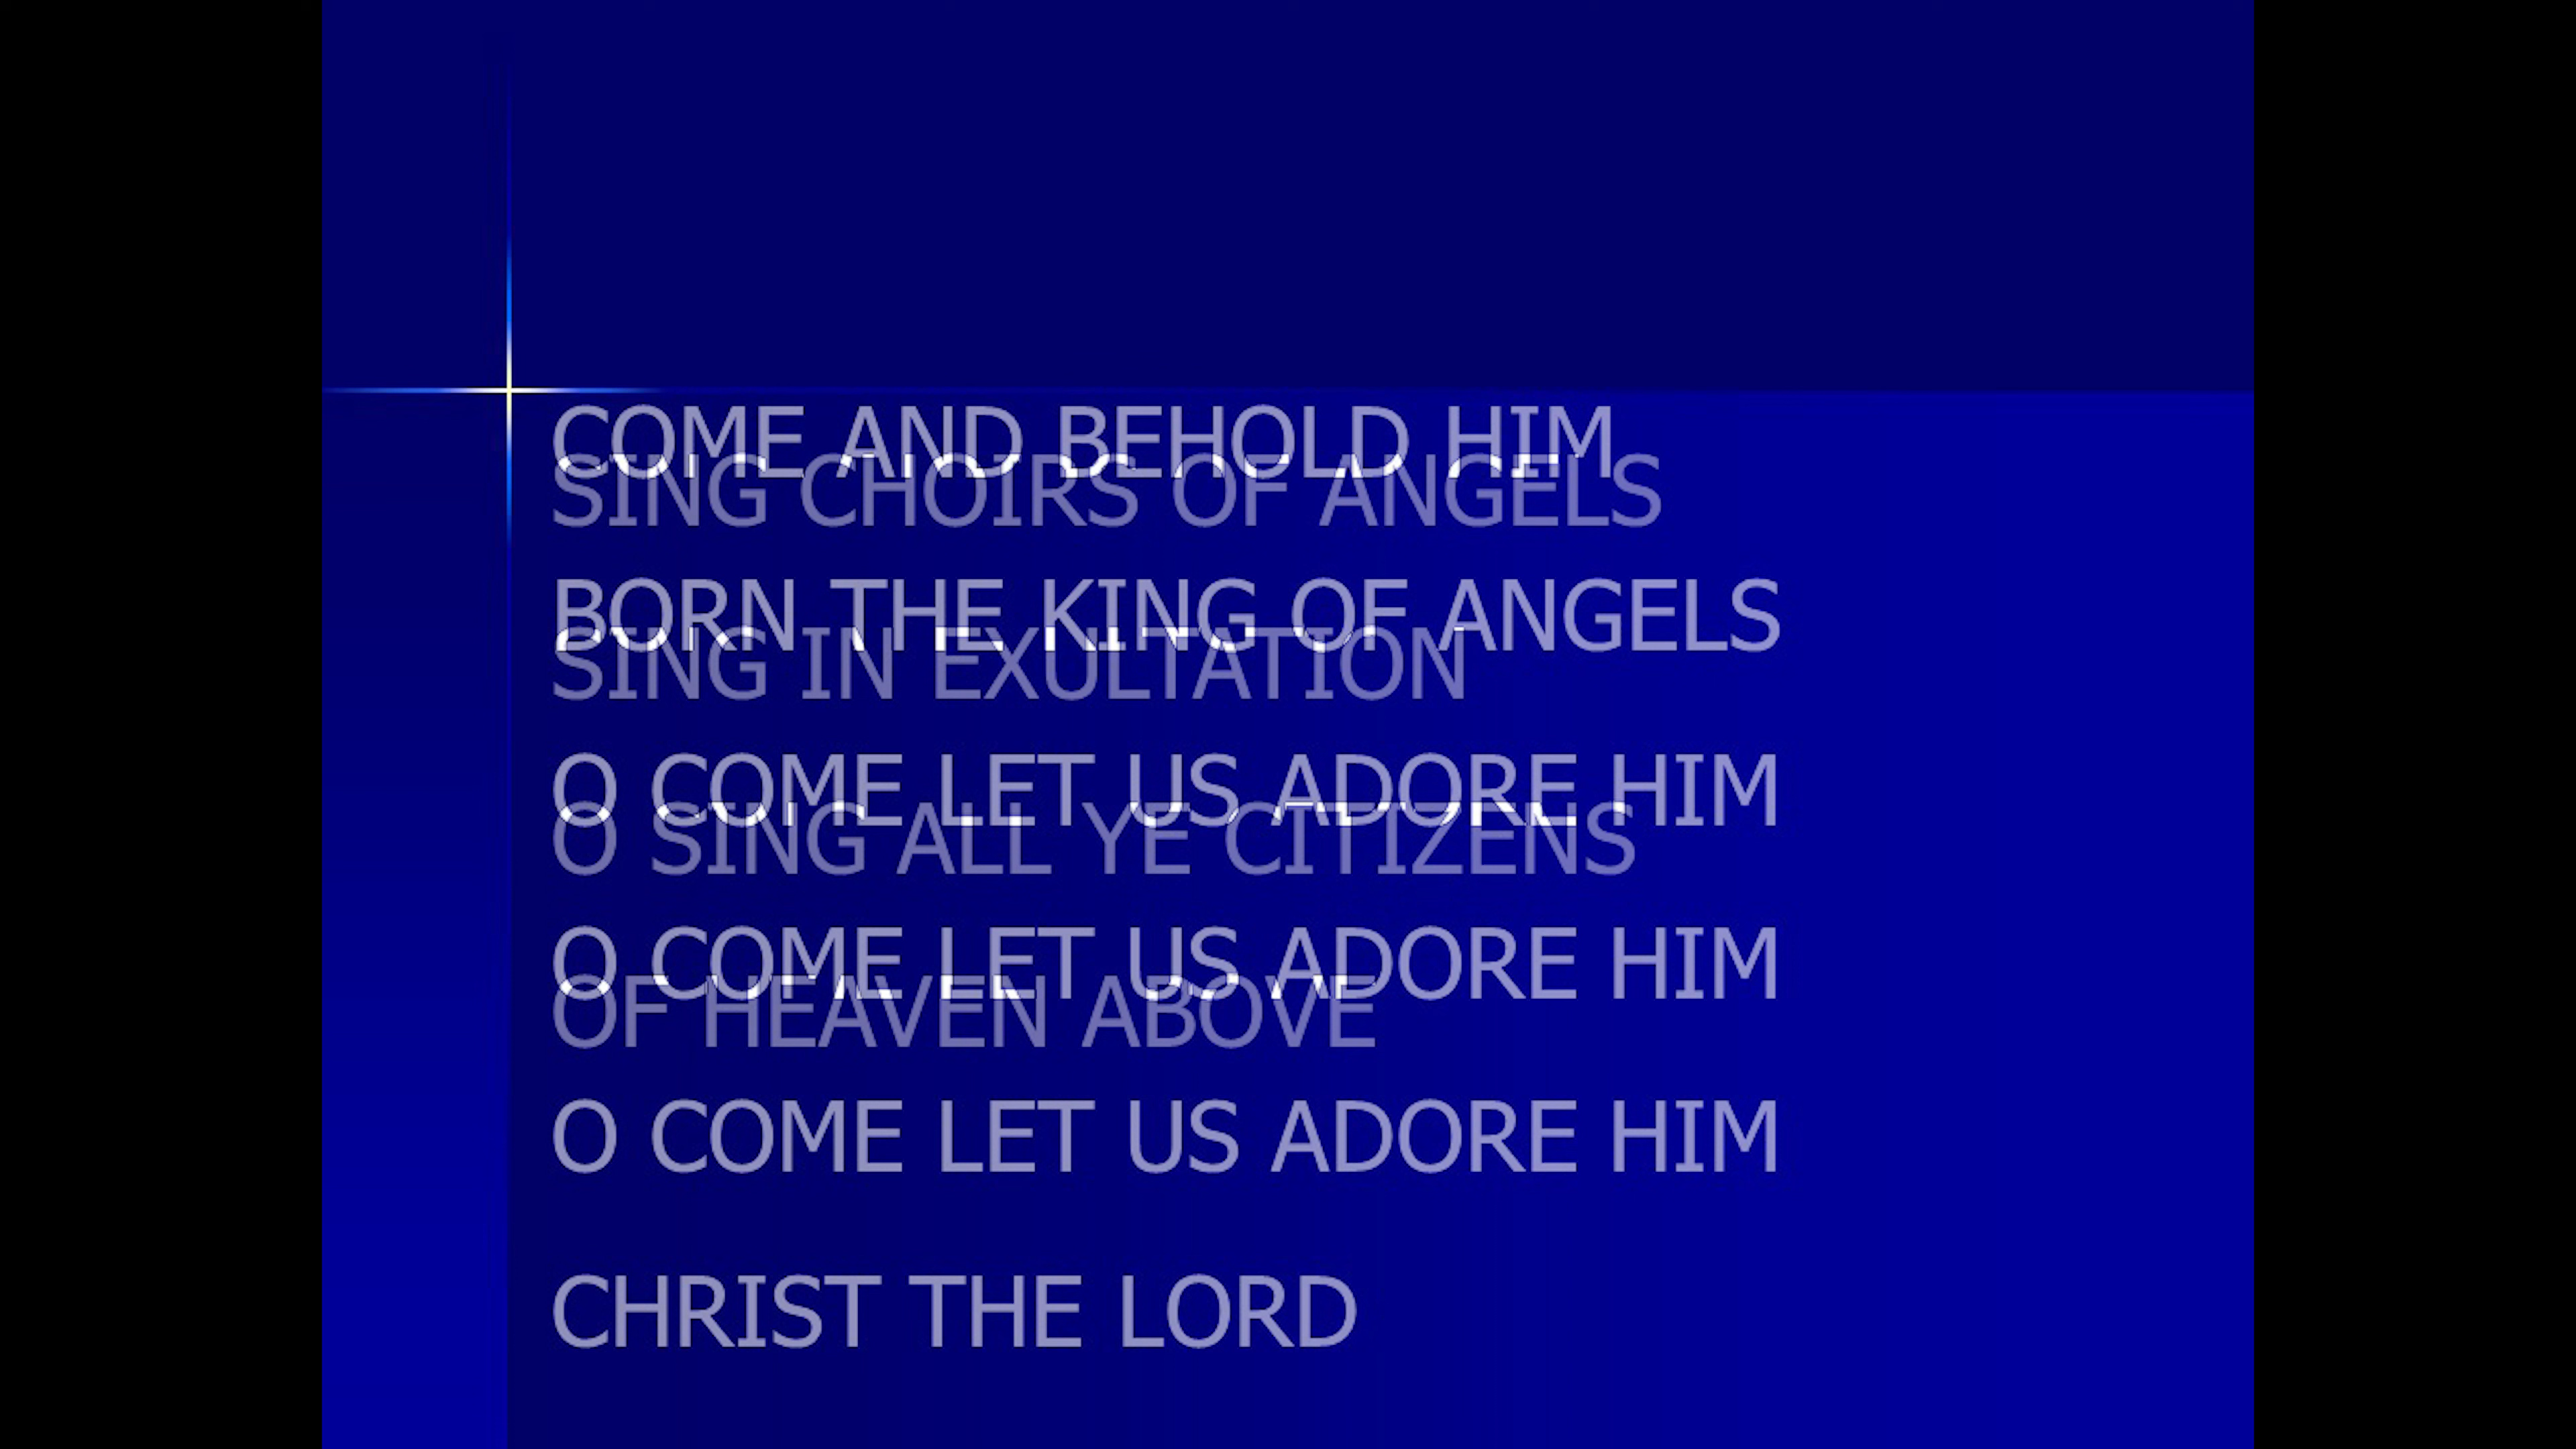 COME AND BEHOLD HIM
SING CHOIRS OF ANGELS
BORN THE KING OF ANGELS
SING IN EXULTATION
O COME LET US ADORE HIM
O SING ALL YE CITIZENS
O COME LET US ADORE HIM
OF HEAVEN ABOVE
O COME LET US ADORE HIM
CHRIST THE LORD